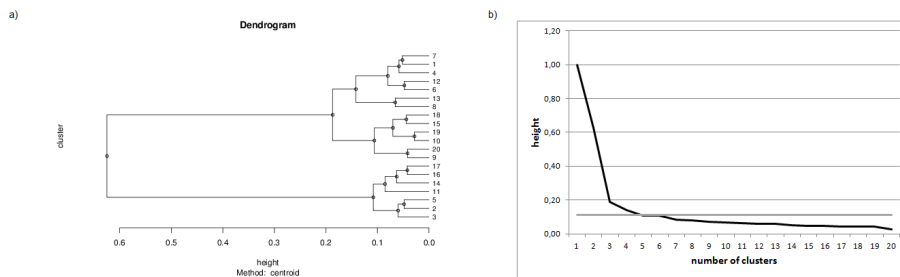 a)
Dendrogram
cluster
7
1
4
12
6
13
8
18
15
19
10
20
9
17
16
14
11
5
2
3
0.6 0.5 0.4 0.3 0.2 0.1 0.0
height
Method: centroid
b)
1,20
1,00
0,80
0,60
0,40
0,20
0,00
height
1 2 3 4 5 6 7 8 9 10 11 12 13 14 15 16 17 18 19 20
number of clusters